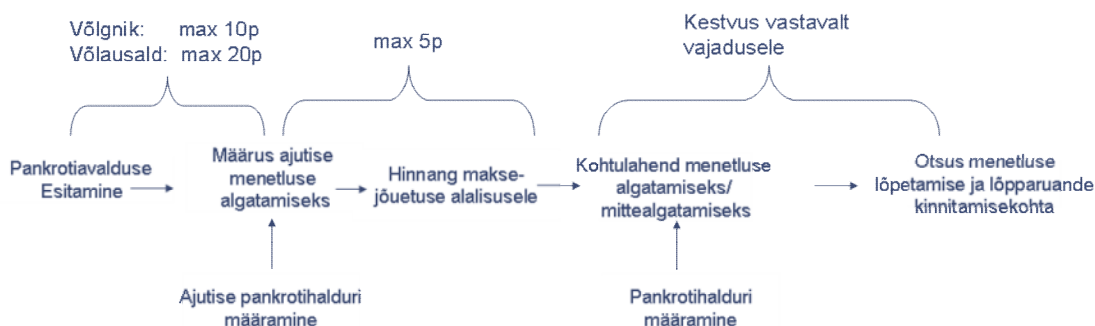 Võlgnik: max 10p
Võlausald: max 20p
max 5p
Kestvus vastavalt
vajadusele
Pankrotiavalduse
Esitamine
Määrus ajutise
menetluse
algatamiseks
Hinnang makse-
jõuetuse alalisusele
Kohtulahend menetluse
algatamiseks/
mittealgatamiseks
Otsus menetluse
lõpetamise ja lõpparuande
kinnitamisekohta
Ajutise pankrotihalduri
määramine
Pankrotihalduri
määramine